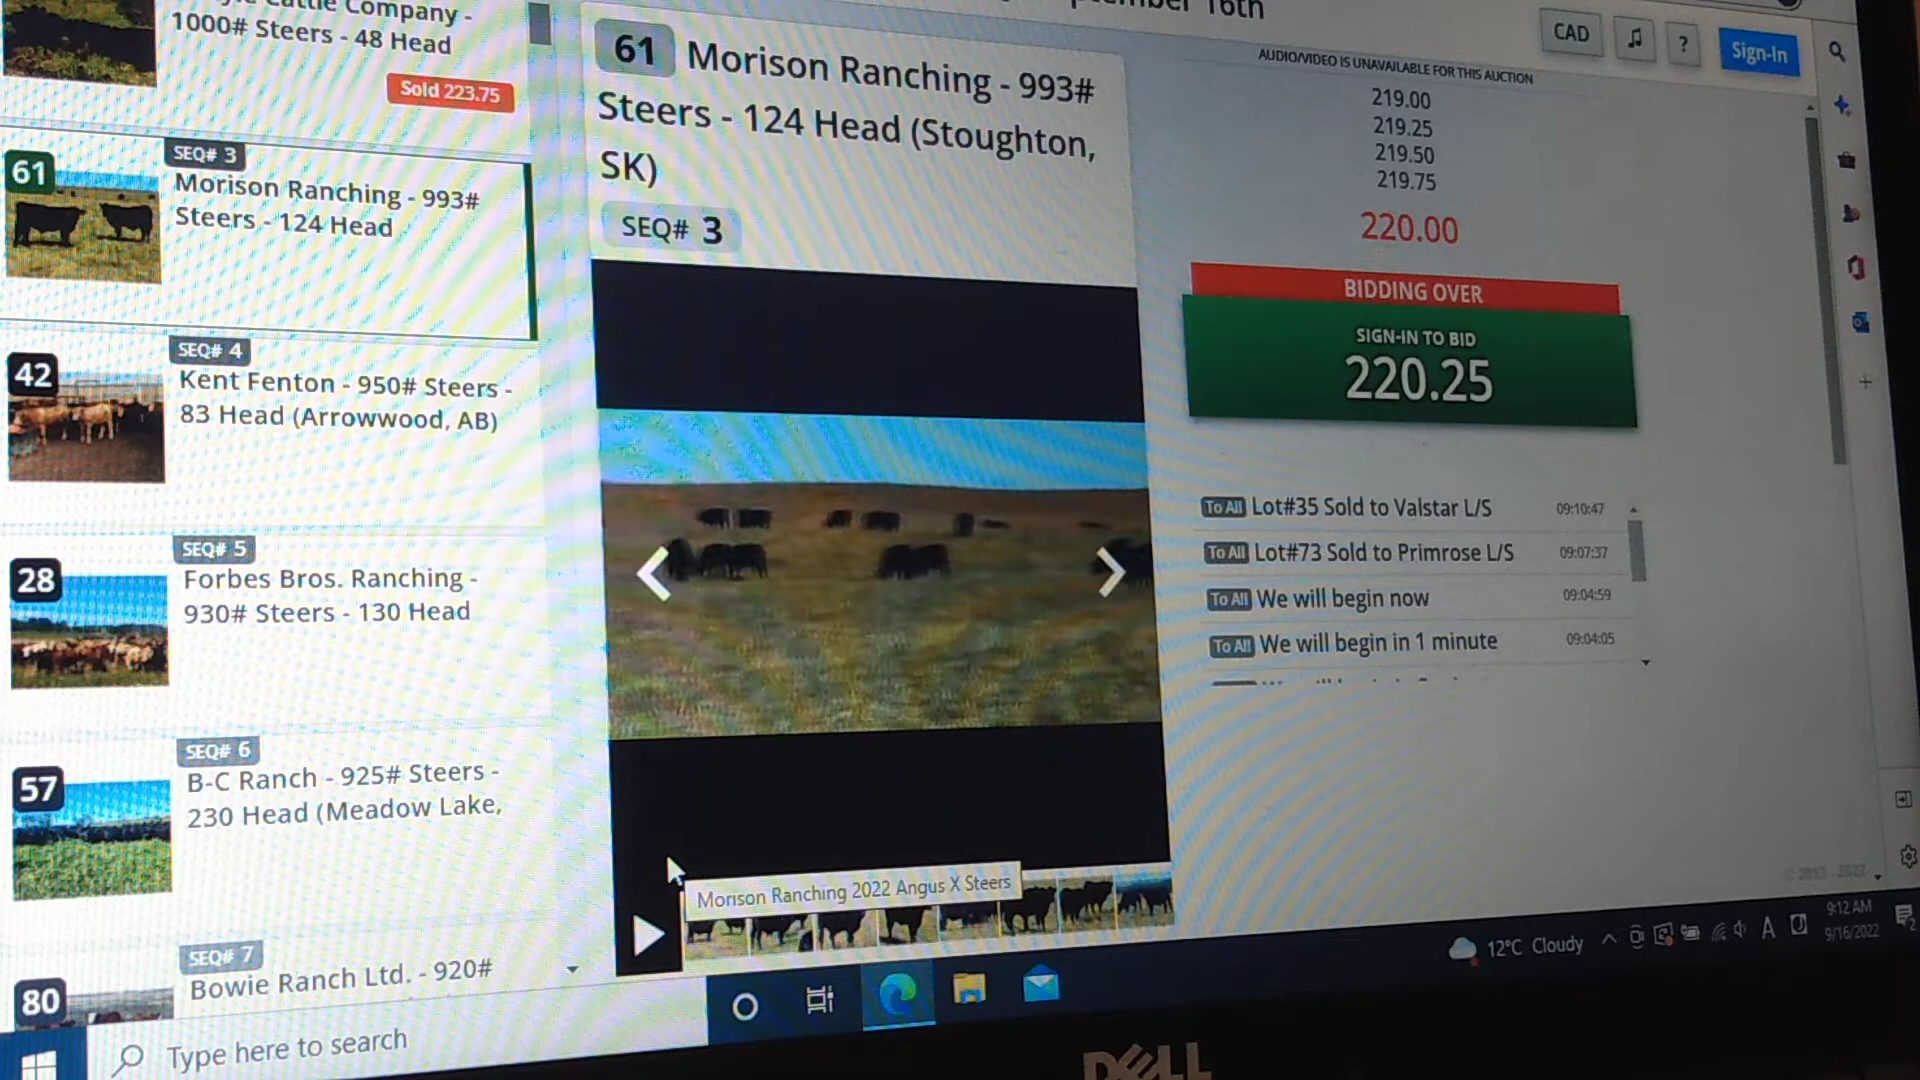 Company -
1000# Steers - 48 Head
Sold 223.75
61
SEQ# 3
Morison Ranching - 993#
Steers - 124 Head
42
SEQ# 4
Kent Fenton - 950# Steers -
83 Head (Arrowwood, AB)
28
SEQ# 5
Forbes Bros. Ranching -
930# Steers - 130 Head
57
SEQ# 6
B-C Ranch - 925# Steers -
230 Head (Meadow Lake,
80
SEQ# 7
Bowie Ranch Ltd. - 920#
16th
61 Morison Ranching - 993#
Steers - 124 Head (Stoughton,
SK)
SEQ# 3
Morison Ranching 2022 Angus X Steers
CAD
?
Sign-In
AUDIO/VIDEO IS UNAVAILABLE FOR THIS AUCTION
219.00
219.25
219.50
219.75
220.00
BIDDING OVER
SIGN-IN TO BID
220.25
To All Lot#35 Sold to Valstar L/S 09:10:47
To All Lot#73 Sold to Primrose L/S 09:07:37
To All We will begin now 09:04:59
To All We will begin in 1 minute 09:04:05
Type here to search
12°C Cloudy
A
9:12 AM
9/16/2022
2
DELL